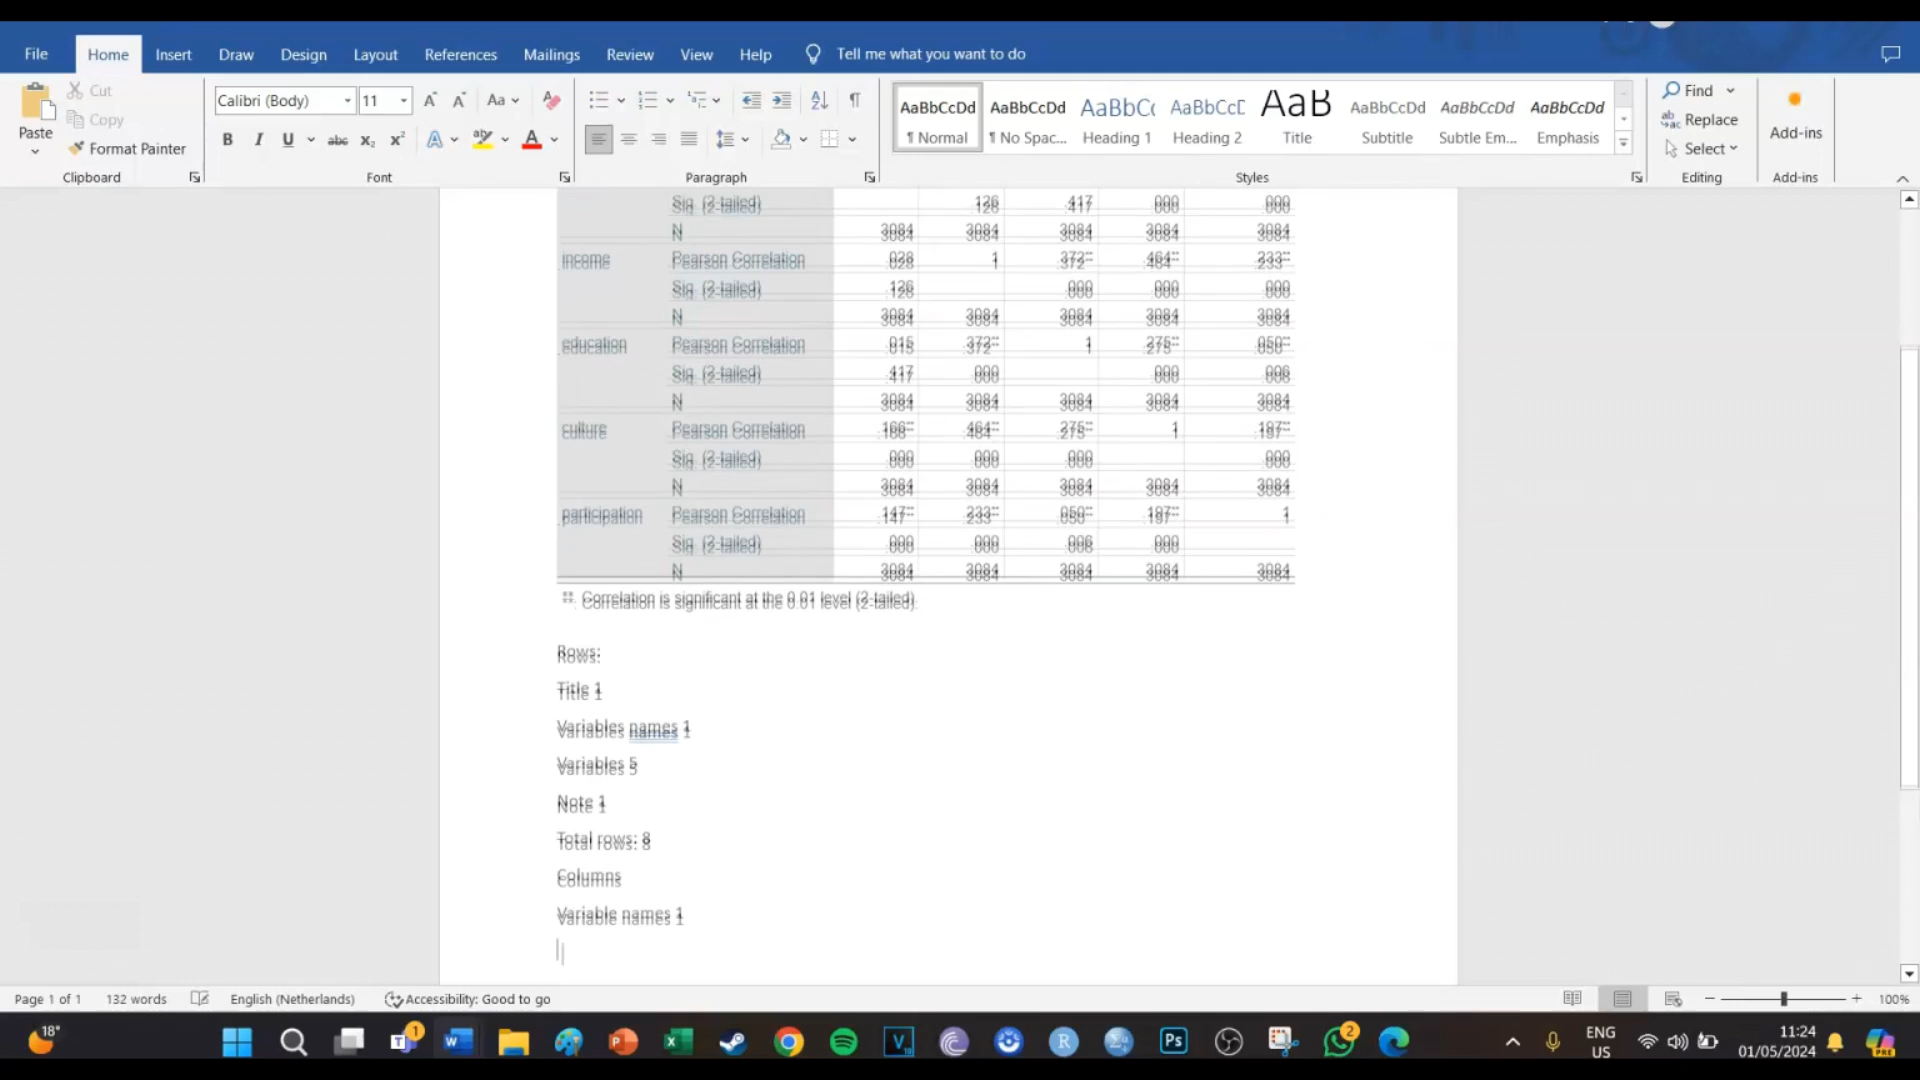 File Home Insert Draw Design Layout References Mailings Review View Help Tell me what you want to do
Paste Cut Copy Format Painter Calibri (Body) 11 Aa
AaBbCcDd AaBbCcDd AaBbC( AaBbCcE AaB AaBbCcDd AaBbCcDd AaBbCcDd
¶ Normal ¶ No Spac... Heading 1 Heading 2 Title Subtitle Subtle Em... Emphasis
Find Replace Select Add-ins
Clipboard Font Paragraph Styles Editing Add-ins
Sig. (2-tailed) .126 .417 .000 .000
N 3084 3084 3084 3084 3084
income Pearson Correlation .028 1 .372** .464** .233**
Sig. (2-tailed) .126 .000 .000 .000
N 3084 3084 3084 3084 3084
education Pearson Correlation .015 .372** 1 .275** .050**
Sig. (2-tailed) .417 .000 .000 .006
N 3084 3084 3084 3084 3084
culture Pearson Correlation .166** .464** .275** 1 .197**
Sig. (2-tailed) .000 .000 .000 .000
N 3084 3084 3084 3084 3084
participation Pearson Correlation .147** .233** .050** .197** 1
Sig. (2-tailed) .000 .000 .006 .000
N 3084 3084 3084 3084 3084
**. Correlation is significant at the 0.01 level (2-tailed).
Rows:
Title 1
Variables names 1
Variables 5
Note 1
Total rows: 8
Columns
Variable names 1
Page 1 of 1 132 words English (Netherlands) Accessibility: Good to go 100%
18° 1 2 ENG US 11:24 01/05/2024